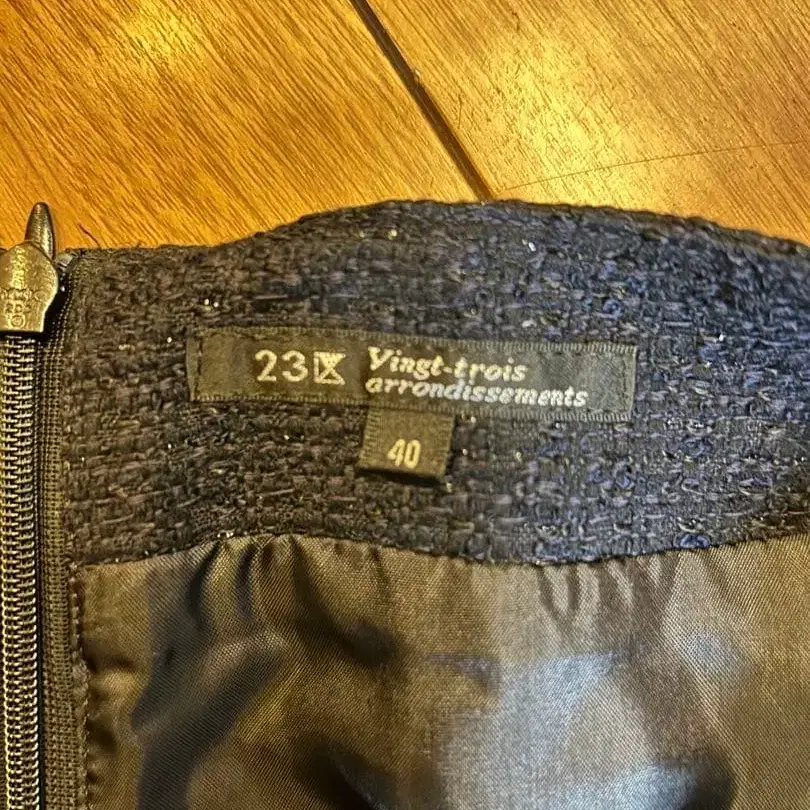 23区 Vingt-trois
arrondissements
40